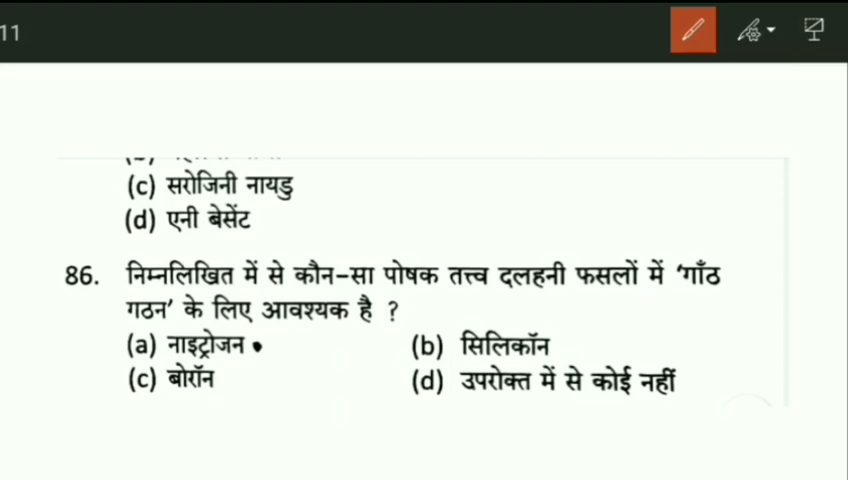 11
(c) सरोजिनी नायडु
(d) एनी बेसेंट
86. निम्नलिखित में से कौन-सा पोषक तत्त्व दलहनी फसलों में 'गाँठ
गठन' के लिए आवश्यक है ?
(a) नाइट्रोजन (b) सिलिकॉन
(c) बोरॉन (d) उपरोक्त में से कोई नहीं